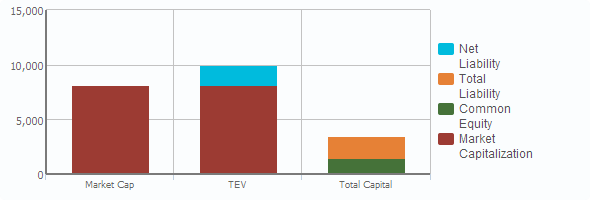 15,000
10,000
5,000
0
Market Cap
TEV
Total Capital
Net
Liability
Total
Liability
Common
Equity
Market
Capitalization